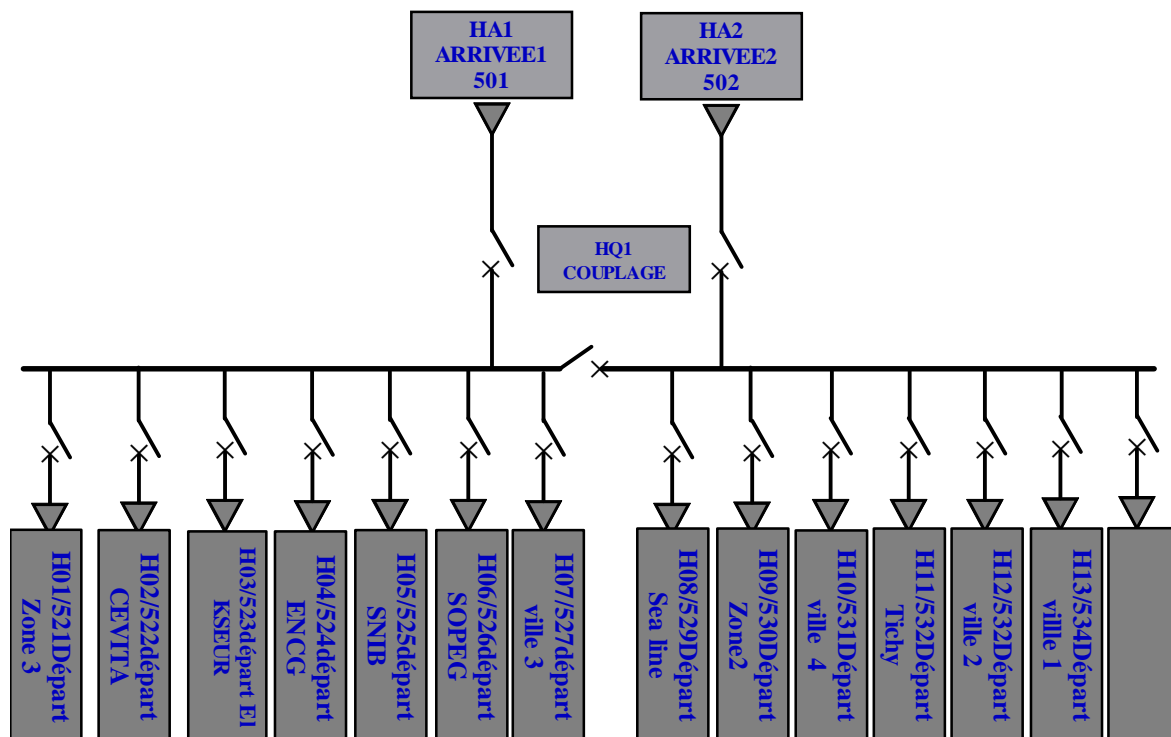 HA1
ARRIVEE1
501
HA2
ARRIVEE2
502
HQ1
COUPLAGE
H01/521Départ
Zone 3
H02/522départ
CEVITTA
H03/523départ El
KSEUR
H04/524départ
ENCG
H05/525départ
SNIB
H06/526départ
SOPEG
H07/527départ
ville 3
H08/529Départ
Sea line
H09/530Départ
Zone2
H10/531Départ
ville 4
H11/532Départ
Tichy
H12/532Départ
ville 2
H13/534Départ
villle 1